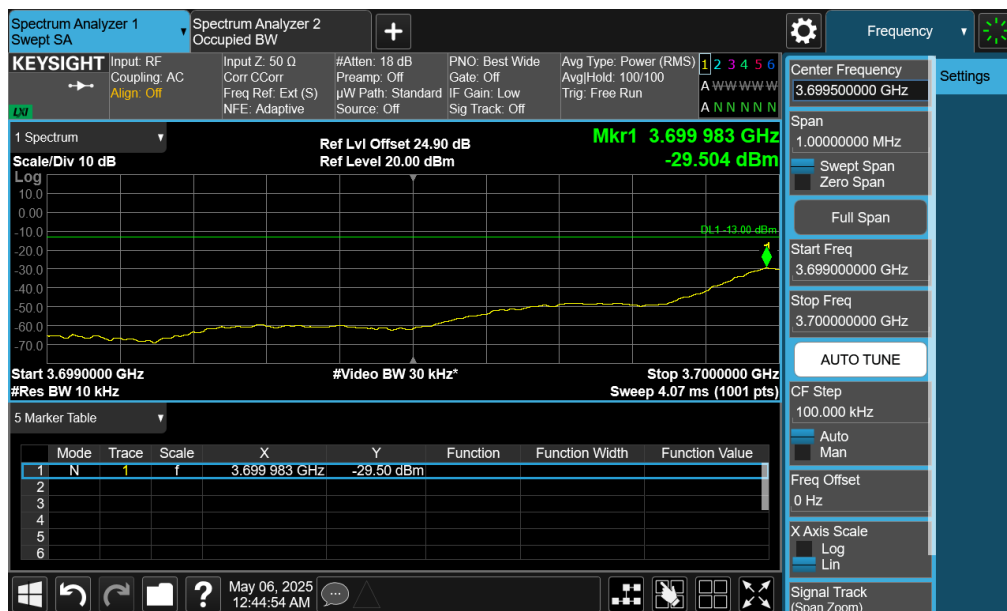 Spectrum Analyzer 1
Swept SA
Spectrum Analyzer 2
Occupied BW
+
Frequency
KEYSIGHT
LXI
Input: RF
Coupling: AC
Align: Off
Input Z: 50 Ω
Corr CCorr
Freq Ref: Ext (S)
NFE: Adaptive
#Atten: 18 dB
Preamp: Off
µW Path: Standard
Source: Off
PNO: Best Wide
Gate: Off
IF Gain: Low
Sig Track: Off
Avg Type: Power (RMS)
Avg|Hold: 100/100
Trig: Free Run
1 2 3 4 5 6
A W W W W W
A N N N N N
1 Spectrum
Scale/Div 10 dB
Ref Lvl Offset 24.90 dB
Ref Level 20.00 dBm
Mkr1 3.699 983 GHz
-29.504 dBm
Log
10.0
0.00
-10.0
-20.0
-30.0
-40.0
-50.0
-60.0
-70.0
DL1 -13.00 dBm
1
Start 3.6990000 GHz
#Video BW 30 kHz*
Stop 3.7000000 GHz
#Res BW 10 kHz
Sweep 4.07 ms (1001 pts)
5 Marker Table
Mode Trace Scale X Y Function Function Width Function Value
1 N 1 f 3.699 983 GHz -29.50 dBm
2
3
4
5
6
?
May 06, 2025
12:44:54 AM
Center Frequency
3.699500000 GHz
Settings
Span
1.00000000 MHz
Swept Span
Zero Span
Full Span
Start Freq
3.699000000 GHz
Stop Freq
3.700000000 GHz
AUTO TUNE
CF Step
100.000 kHz
Auto
Man
Freq Offset
0 Hz
X Axis Scale
Log
Lin
Signal Track
(Span Zoom)